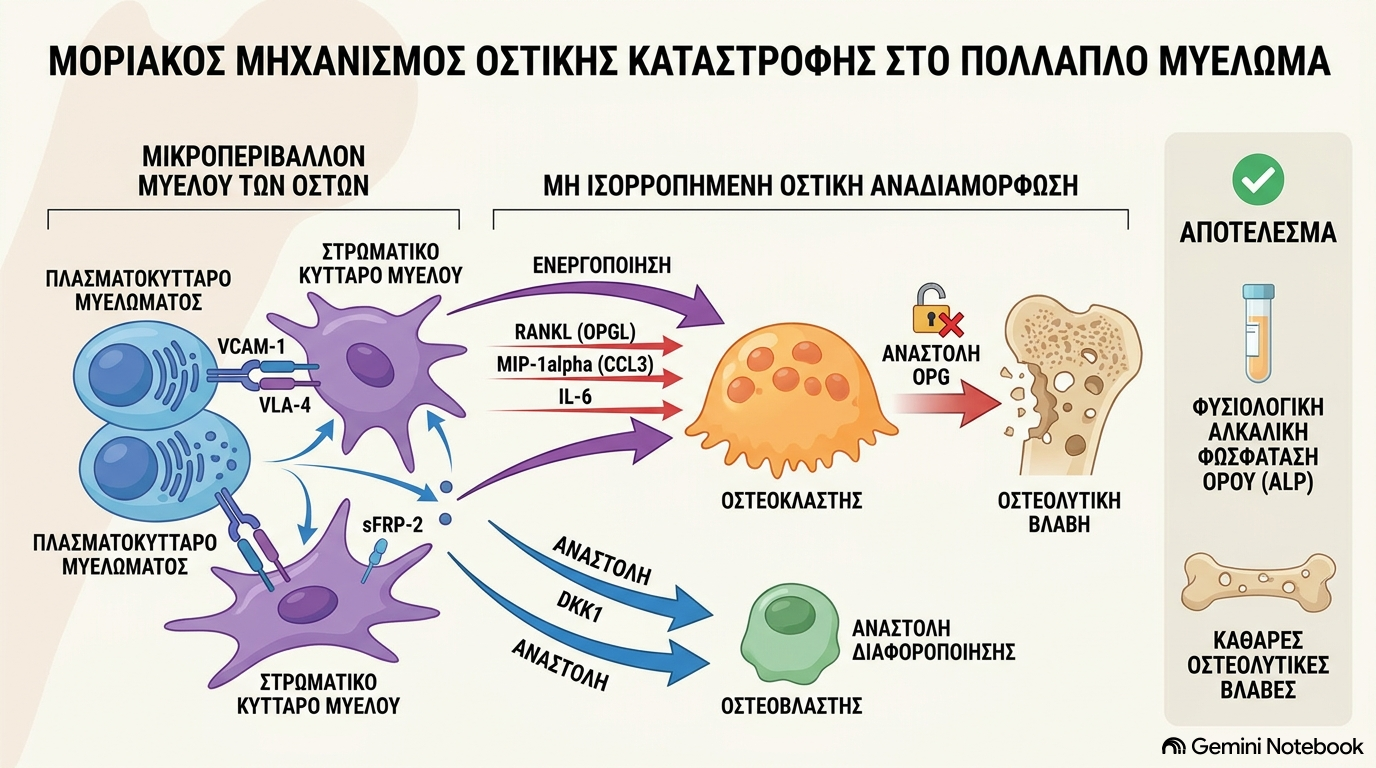 ΜΟΡΙΑΚΟΣ ΜΗΧΑΝΙΣΜΟΣ ΟΣΤΙΚΗΣ ΚΑΤΑΣΤΡΟΦΗΣ ΣΤΟ ΠΟΛΛΑΠΛΟ ΜΥΕΛΩΜΑ
ΜΙΚΡΟΠΕΡΙΒΑΛΛΟΝ
ΜΥΕΛΟΥ ΤΩΝ ΟΣΤΩΝ
ΠΛΑΣΜΑΤΟΚΥΤΤΑΡΟ
ΜΥΕΛΩΜΑΤΟΣ
ΣΤΡΩΜΑΤΙΚΟ
ΚΥΤΤΑΡΟ ΜΥΕΛΟΥ
VCAM-1
VLA-4
ΠΛΑΣΜΑΤΟΚΥΤΤΑΡΟ
ΜΥΕΛΩΜΑΤΟΣ
sFRP-2
ΣΤΡΩΜΑΤΙΚΟ
ΚΥΤΤΑΡΟ ΜΥΕΛΟΥ
ΜΗ ΙΣΟΡΡΟΠΗΜΕΝΗ ΟΣΤΙΚΗ ΑΝΑΔΙΑΜΟΡΦΩΣΗ
ΕΝΕΡΓΟΠΟΙΗΣΗ
RANKL (OPGL)
MIP-1alpha (CCL3)
IL-6
ΟΣΤΕΟΚΛΑΣΤΗΣ
ΑΝΑΣΤΟΛΗ
OPG
ΟΣΤΕΟΛΥΤΙΚΗ
ΒΛΑΒΗ
ΑΝΑΣΤΟΛΗ
DKK1
ΑΝΑΣΤΟΛΗ
ΟΣΤΕΟΒΛΑΣΤΗΣ
ΑΝΑΣΤΟΛΗ
ΔΙΑΦΟΡΟΠΟΙΗΣΗΣ
ΑΠΟΤΕΛΕΣΜΑ
ΦΥΣΙΟΛΟΓΙΚΗ
ΑΛΚΑΛΙΚΗ
ΦΩΣΦΑΤΑΣΗ
ΟΡΟΥ (ALP)
ΚΑΘΑΡΕΣ
ΟΣΤΕΟΛΥΤΙΚΕΣ
ΒΛΑΒΕΣ
Gemini Notebook